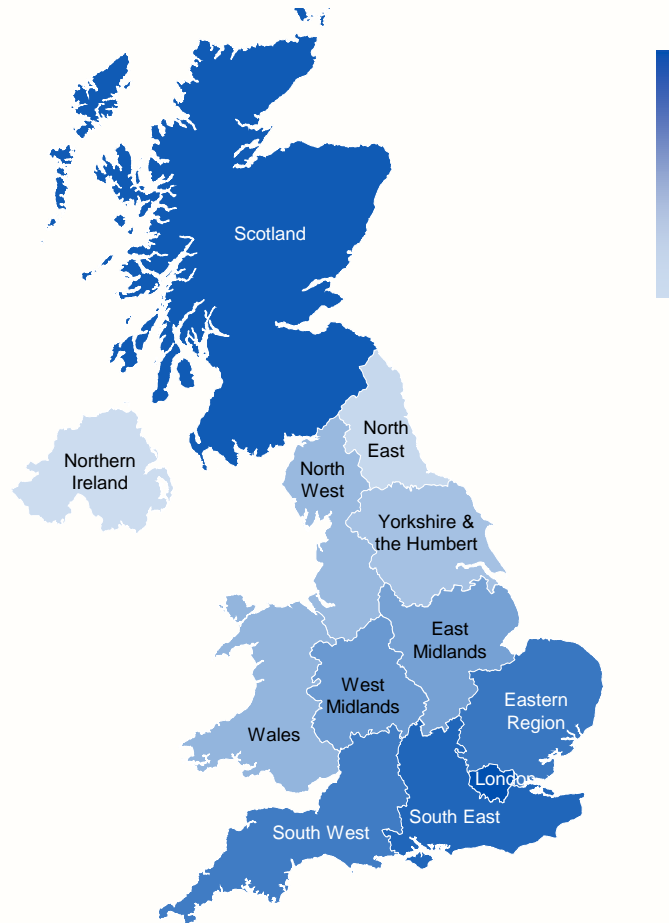 Scotland
North
East
Northern
Ireland
North
West
Yorkshire &
the Humbert
East
Midlands
West
Midlands
Eastern
Region
Wales
London
South East
South West